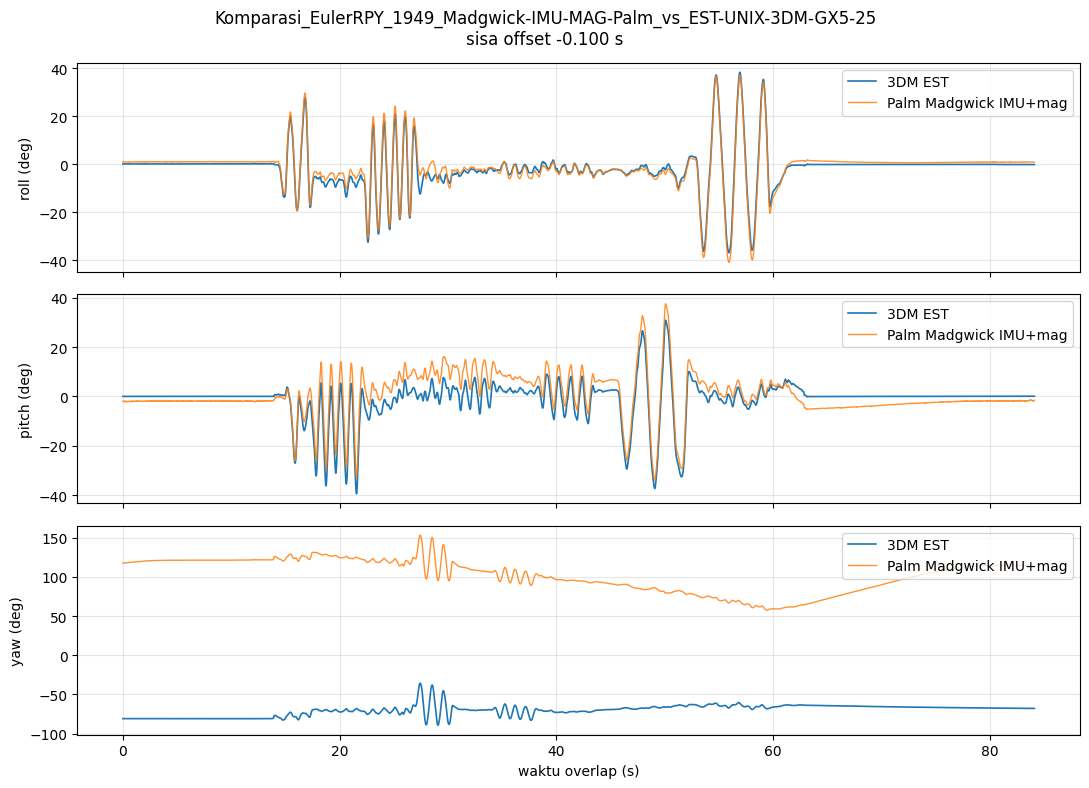 Komparasi_EulerRPY_1949_Madgwick-IMU-MAG-Palm_vs_EST-UNIX-3DM-GX5-25
sisa offset -0.100 s
40
20
0
−20
−40
roll (deg)
3DM EST
Palm Madgwick IMU+mag
40
20
0
−20
−40
pitch (deg)
3DM EST
Palm Madgwick IMU+mag
150
100
50
0
−50
−100
yaw (deg)
3DM EST
Palm Madgwick IMU+mag
0 20 40 60 80
waktu overlap (s)